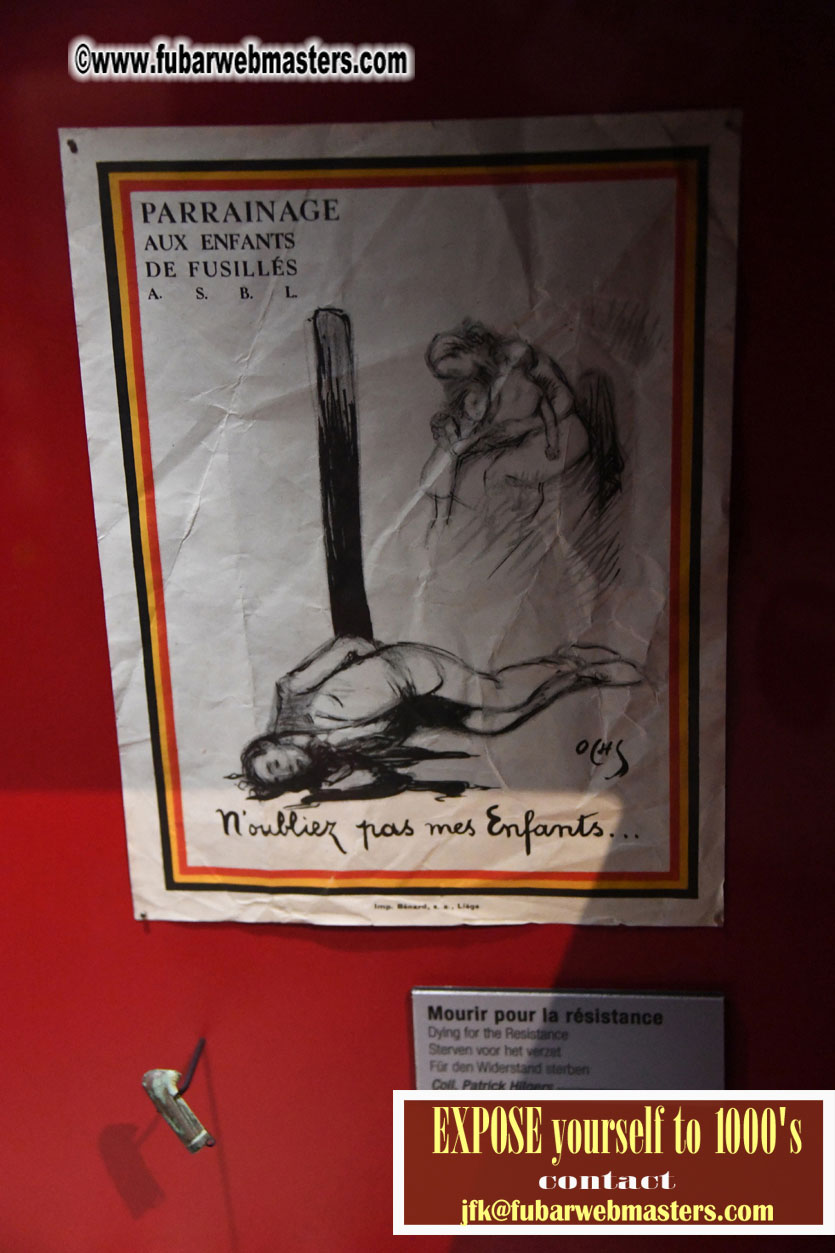 ©www.fubarwebmasters.com
PARRAINAGE
AUX ENFANTS
DE FUSILLÉS
A. S. B. L.
OCHS
N'oubliez pas mes Enfants...
Imp. Bénard, s. a., Liége
Mourir pour la résistance
Dying for the Resistance
Sterven voor het verzet
Für den Widerstand sterben
Coll. Patrick Hilgers
EXPOSE yourself to 1000's
contact
jfk@fubarwebmasters.com